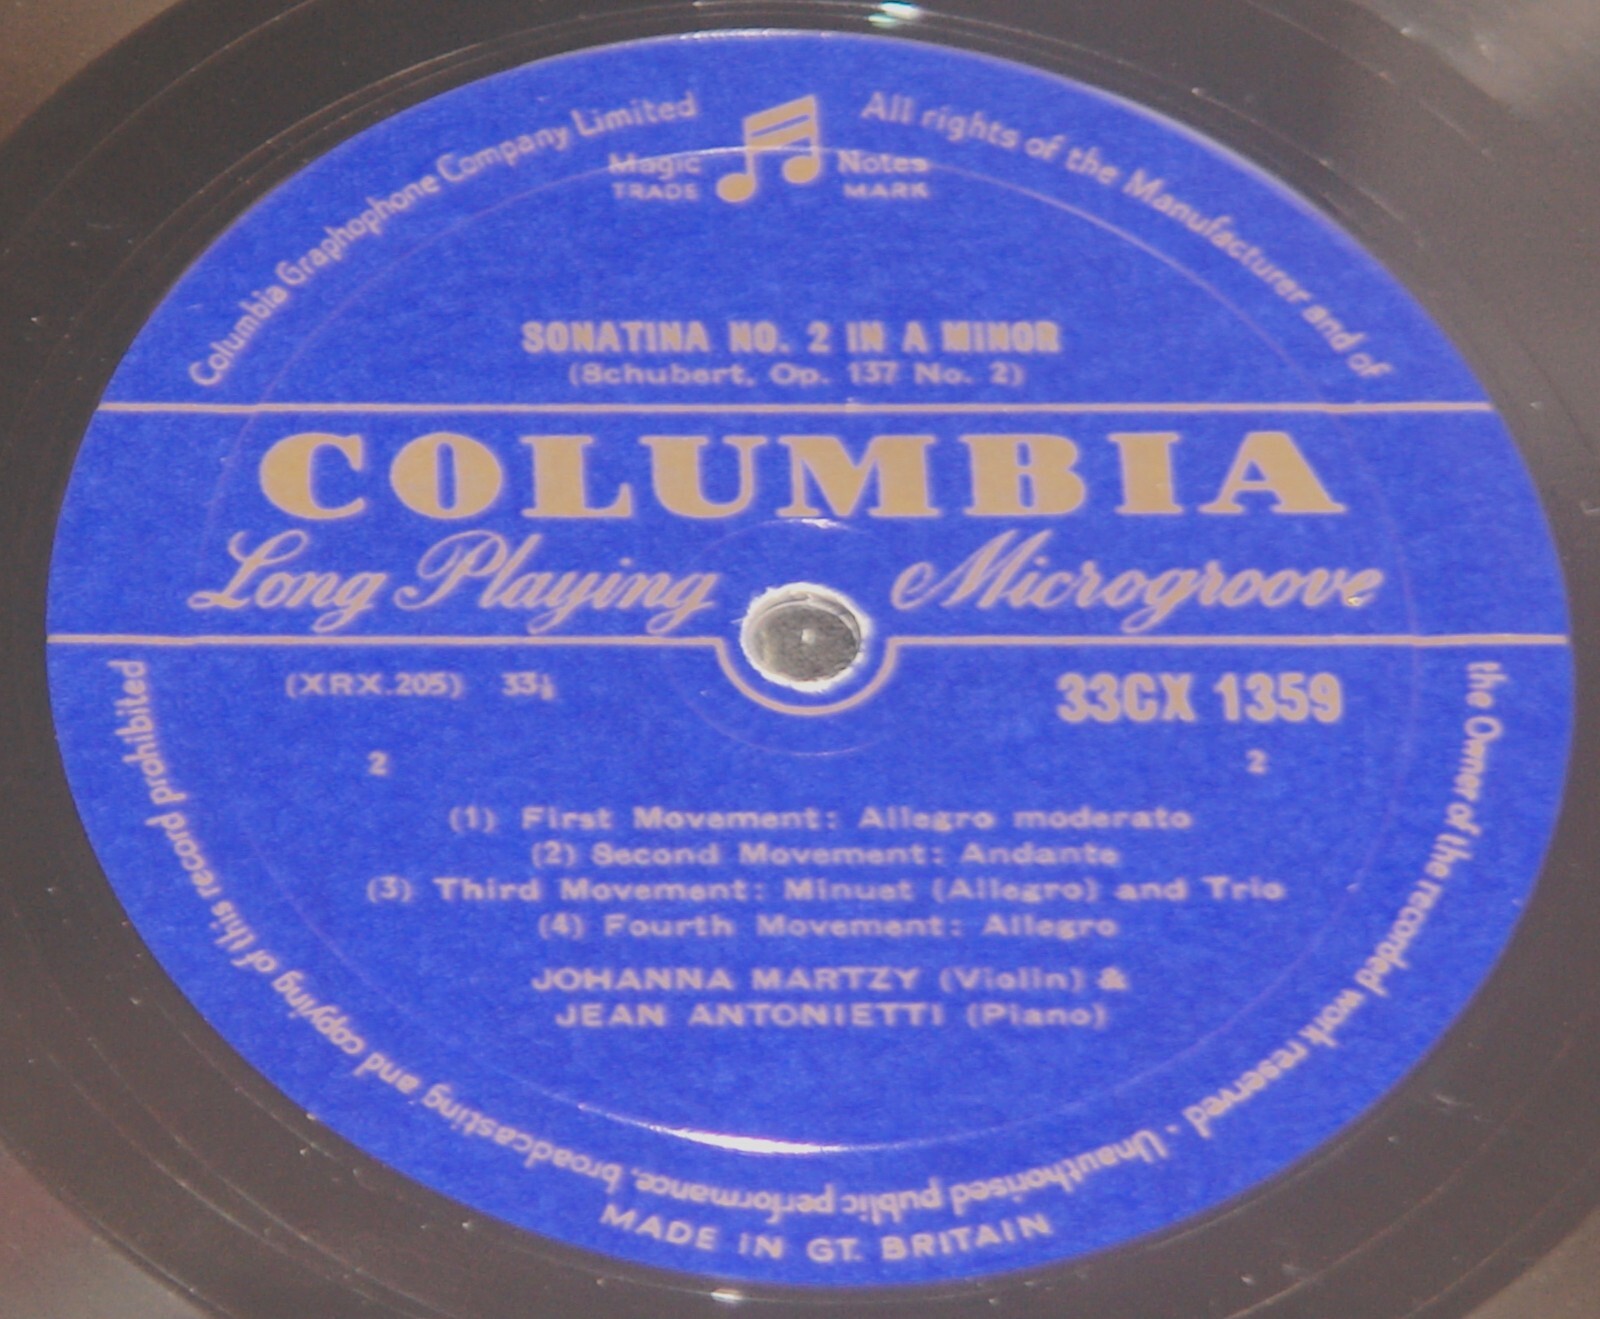 Columbia Graphophone Company Limited
All rights of the Manufacturer and of the Owner of the recorded work reserved - Unauthorised public performance, broadcasting and copying of this record prohibited
Magic Notes
TRADE MARK
SONATINA NO. 2 IN A MINOR
(Schubert, Op. 137 No. 2)
COLUMBIA
Long Playing Microgroove
(XRX.205) 33⅓ 33CX 1359
2 2
(1) First Movement: Allegro moderato
(2) Second Movement: Andante
(3) Third Movement: Minuet (Allegro) and Trio
(4) Fourth Movement: Allegro
JOHANNA MARTZY (Violin) &
JEAN ANTONIETTI (Piano)
MADE IN GT. BRITAIN